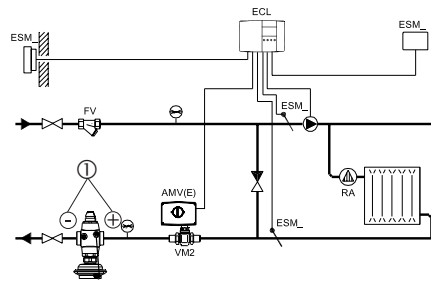 ECL
ESM_
ESM_
FV
ESM_
AMV(E)
RA
ESM_
VM2
1
-
+